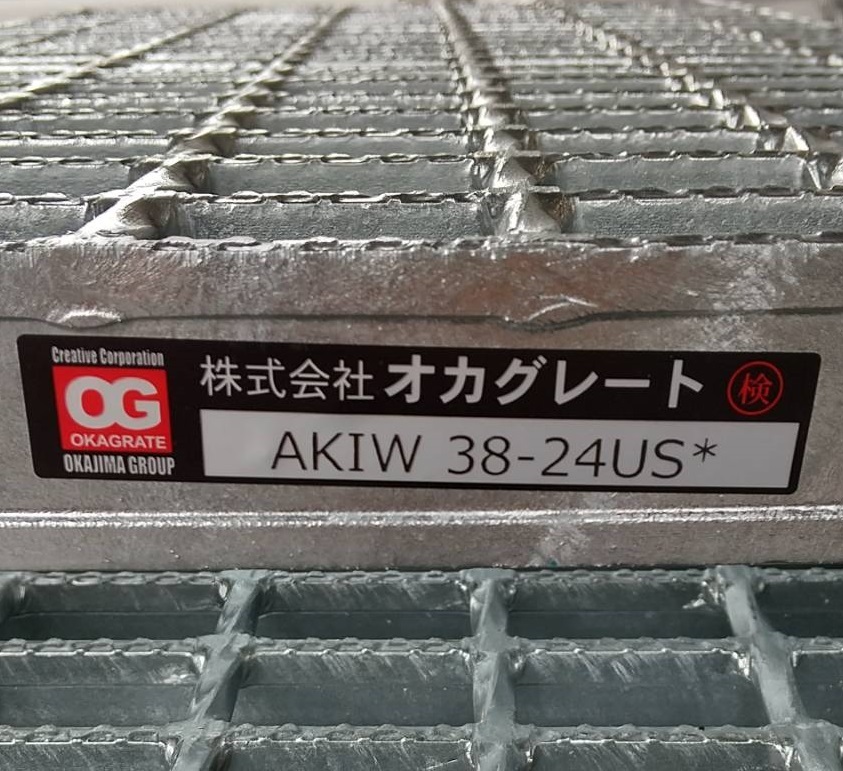 Creative Corporation
OG
OKAGRATE
OKAJIMA GROUP
株式会社オカグレート
検
AKIW 38-24US*